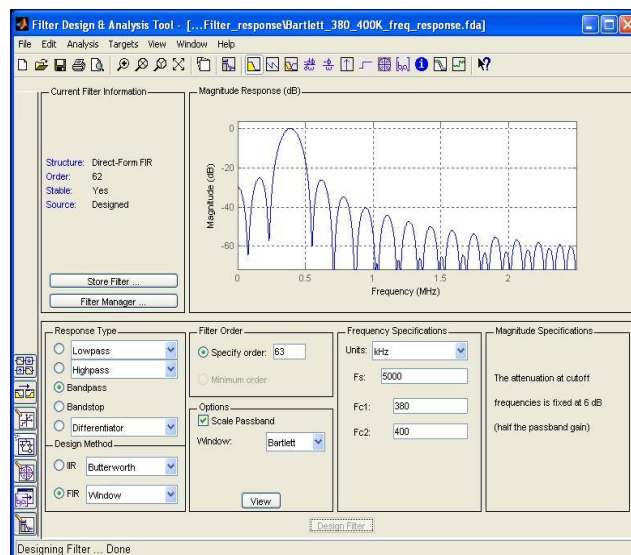 Filter Design & Analysis Tool - [...Filter_response\Bartlett_380_400K_freq_response.fda]
File Edit Analysis Targets View Window Help
Current Filter Information
Structure: Direct-Form FIR
Order: 62
Stable: Yes
Source: Designed
Store Filter ...
Filter Manager ...
Magnitude Response (dB)
Magnitude (dB)
0
-20
-40
-60
0 0.5 1 1.5 2
Frequency (MHz)
Response Type
Lowpass
Highpass
Bandpass
Bandstop
Differentiator
Design Method
IIR Butterworth
FIR Window
Filter Order
Specify order: 63
Minimum order
Options
Scale Passband
Window: Bartlett
View
Frequency Specifications
Units: kHz
Fs: 5000
Fc1: 380
Fc2: 400
Magnitude Specifications
The attenuation at cutoff
frequencies is fixed at 6 dB
(half the passband gain)
Design Filter
Designing Filter ... Done